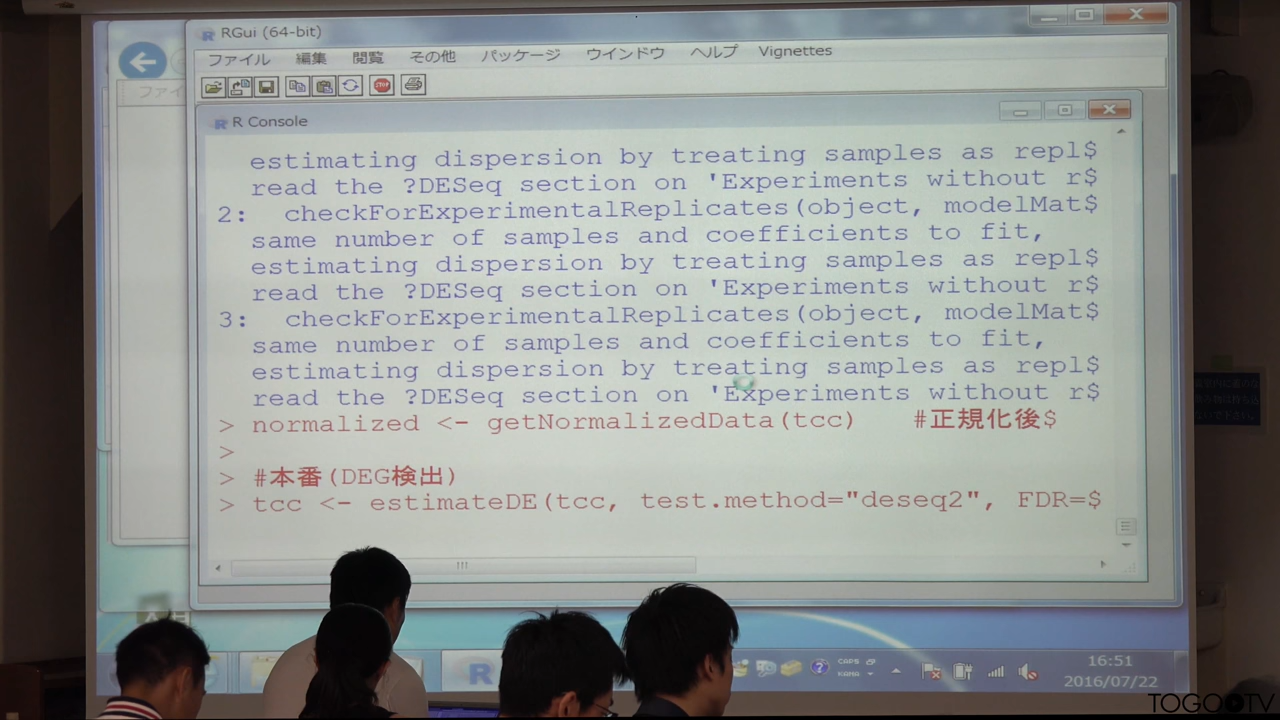 RGui (64-bit)
ファイル 編集 閲覧 その他 パッケージ ウインドウ ヘルプ Vignettes
ファイ
STOP
R Console
estimating dispersion by treating samples as repl$
read the ?DESeq section on 'Experiments without r$
2: checkForExperimentalReplicates(object, modelMat$
same number of samples and coefficients to fit,
estimating dispersion by treating samples as repl$
read the ?DESeq section on 'Experiments without r$
3: checkForExperimentalReplicates(object, modelMat$
same number of samples and coefficients to fit,
estimating dispersion by treating samples as repl$
read the ?DESeq section on 'Experiments without r$
> normalized <- getNormalizedData(tcc) #正規化後$
>
> #本番(DEG検出)
> tcc <- estimateDE(tcc, test.method="deseq2", FDR=$
CAPS
KANA
16:51
2016/07/22
TOGOTV